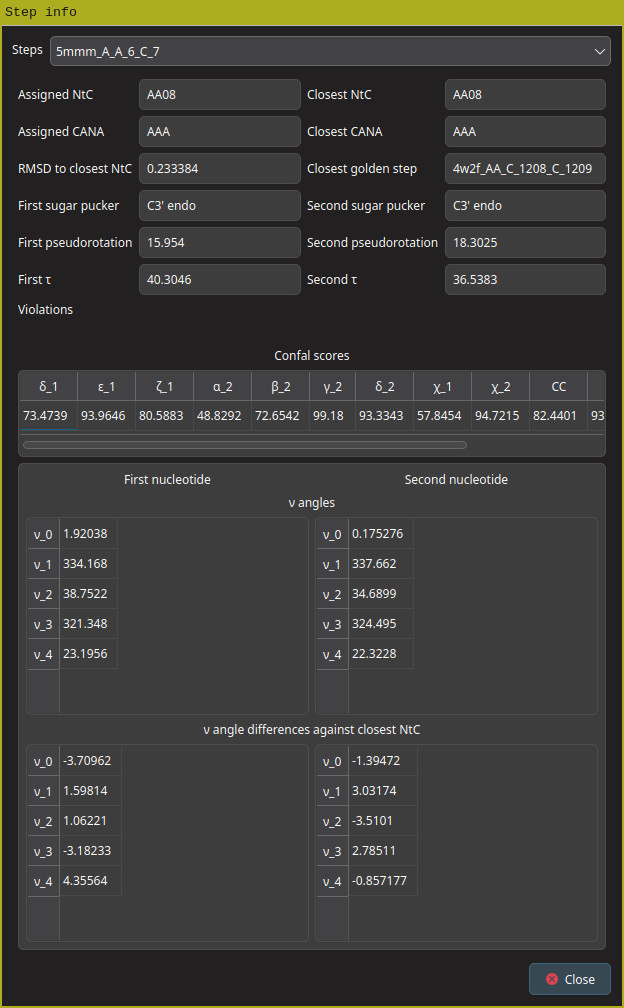 Step info
Steps 5mmm_A_A_6_C_7
Assigned NtC AA08 Closest NtC AA08
Assigned CANA AAA Closest CANA AAA
RMSD to closest NtC 0.233384 Closest golden step 4w2f_AA_C_1208_C_1209
First sugar pucker C3' endo Second sugar pucker C3' endo
First pseudorotation 15.954 Second pseudorotation 18.3025
First τ 40.3046 Second τ 36.5383
Violations
Confal scores
δ_1 ε_1 ζ_1 α_2 β_2 γ_2 δ_2 χ_1 χ_2 CC
73.4739 93.9646 80.5883 48.8292 72.6542 99.18 93.3343 57.8454 94.7215 82.4401 93
First nucleotide Second nucleotide
ν angles
ν_0 1.92038 ν_0 0.175276
ν_1 334.168 ν_1 337.662
ν_2 38.7522 ν_2 34.6899
ν_3 321.348 ν_3 324.495
ν_4 23.1956 ν_4 22.3228
ν angle differences against closest NtC
ν_0 -3.70962 ν_0 -1.39472
ν_1 1.59814 ν_1 3.03174
ν_2 1.06221 ν_2 -3.5101
ν_3 -3.18233 ν_3 2.78511
ν_4 4.35564 ν_4 -0.857177
Close